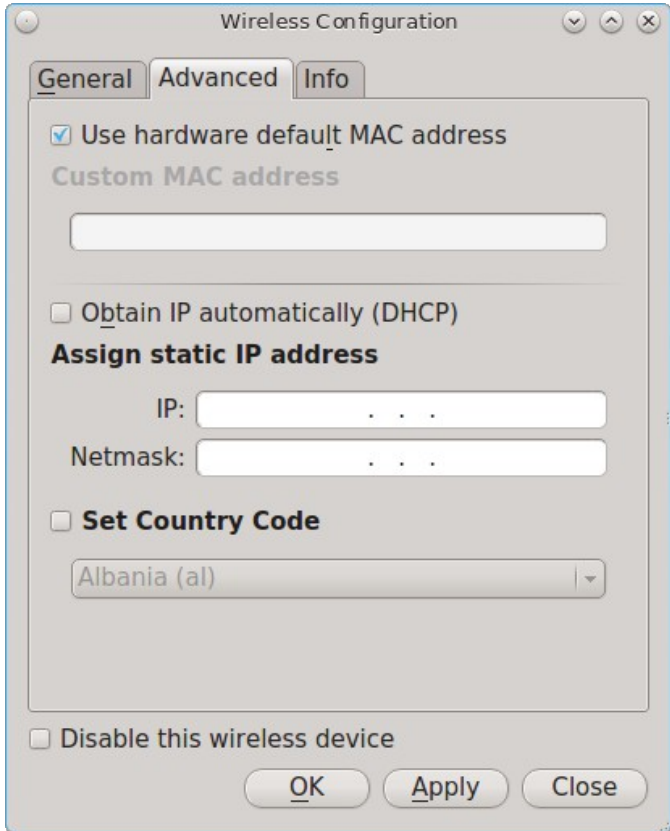 Wireless Configuration
General Advanced Info
Use hardware default MAC address
Custom MAC address
Obtain IP automatically (DHCP)
Assign static IP address
IP: . . .
Netmask: . . .
Set Country Code
Albania (al)
Disable this wireless device
OK Apply Close